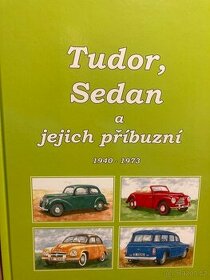 Tudor,
Sedan
a
jejich příbuzní
1940 - 1973